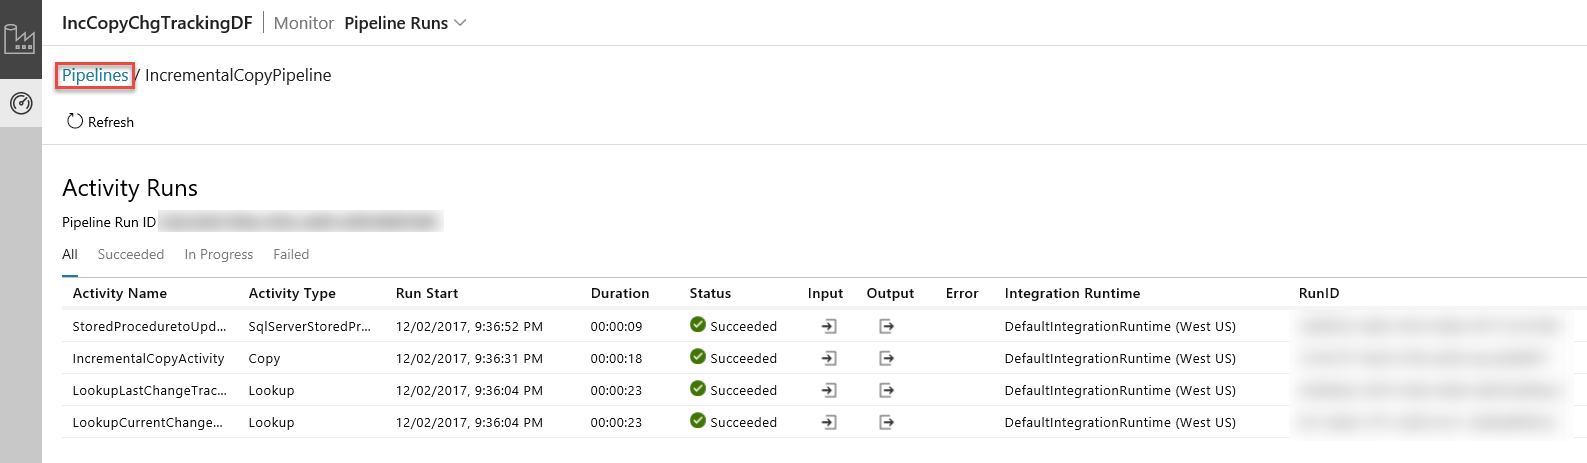 IncCopyChgTrackingDF Monitor Pipeline Runs
Pipelines / IncrementalCopyPipeline
Refresh
Activity Runs
Pipeline Run ID
All Succeeded In Progress Failed
Activity Name Activity Type Run Start Duration Status Input Output Error Integration Runtime RunID
StoredProceduretoUpd... SqlServerStoredPr... 12/02/2017, 9:36:52 PM 00:00:09 Succeeded DefaultIntegrationRuntime (West US)
IncrementalCopyActivity Copy 12/02/2017, 9:36:31 PM 00:00:18 Succeeded DefaultIntegrationRuntime (West US)
LookupLastChangeTrac... Lookup 12/02/2017, 9:36:04 PM 00:00:23 Succeeded DefaultIntegrationRuntime (West US)
LookupCurrentChange... Lookup 12/02/2017, 9:36:04 PM 00:00:23 Succeeded DefaultIntegrationRuntime (West US)